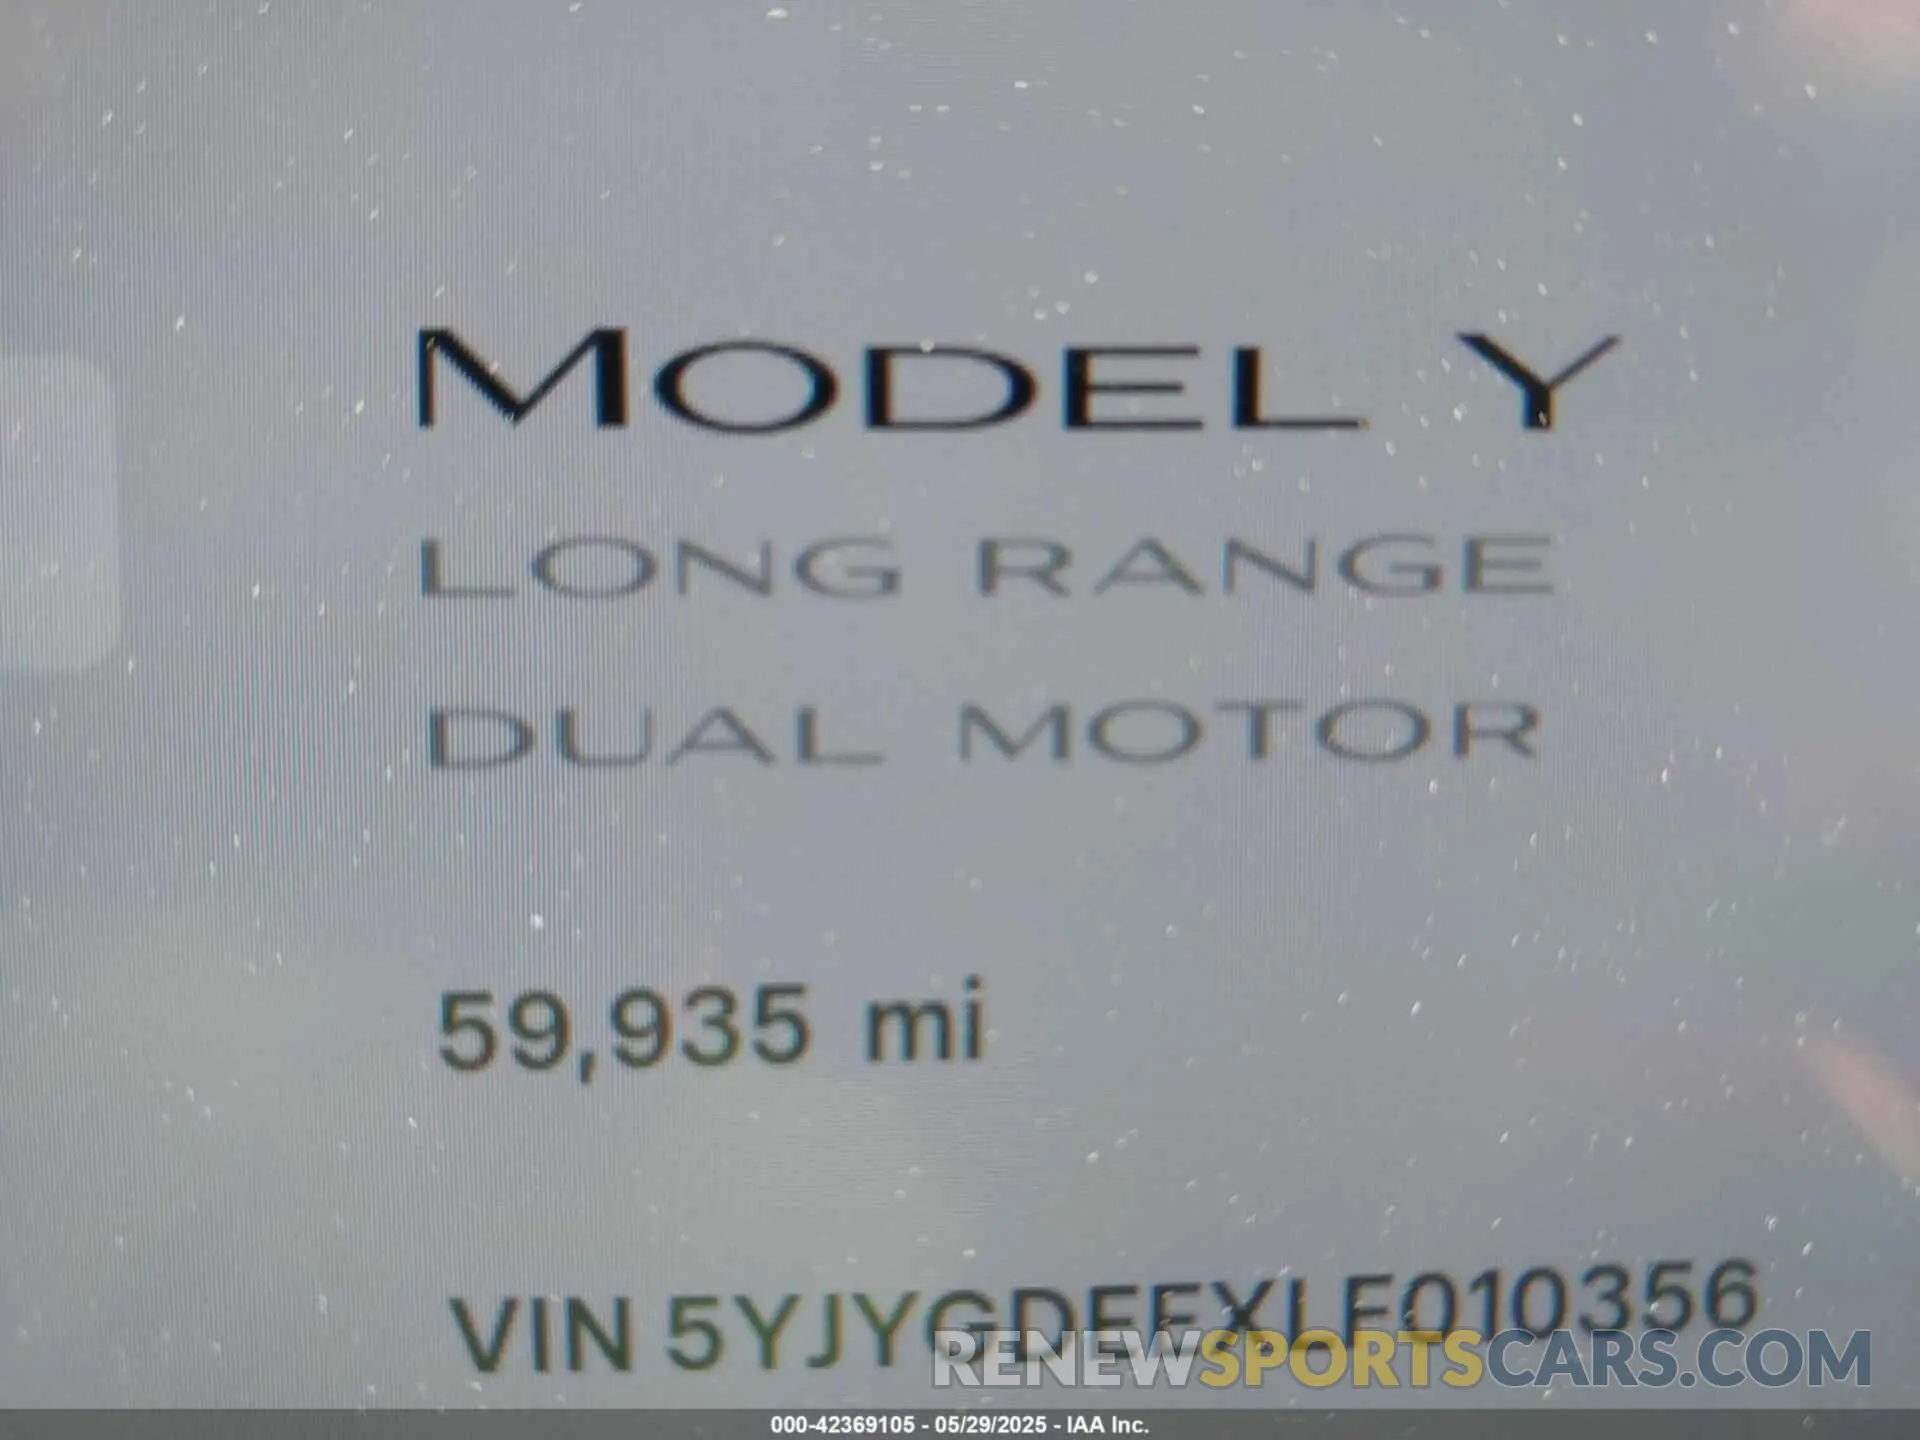 MODEL Y
LONG RANGE
DUAL MOTOR
59,935 mi
VIN 5YJYGDEEXLF010356
RENEWSPORTSCARS.COM
000-42369105 - 05/29/2025 - IAA Inc.